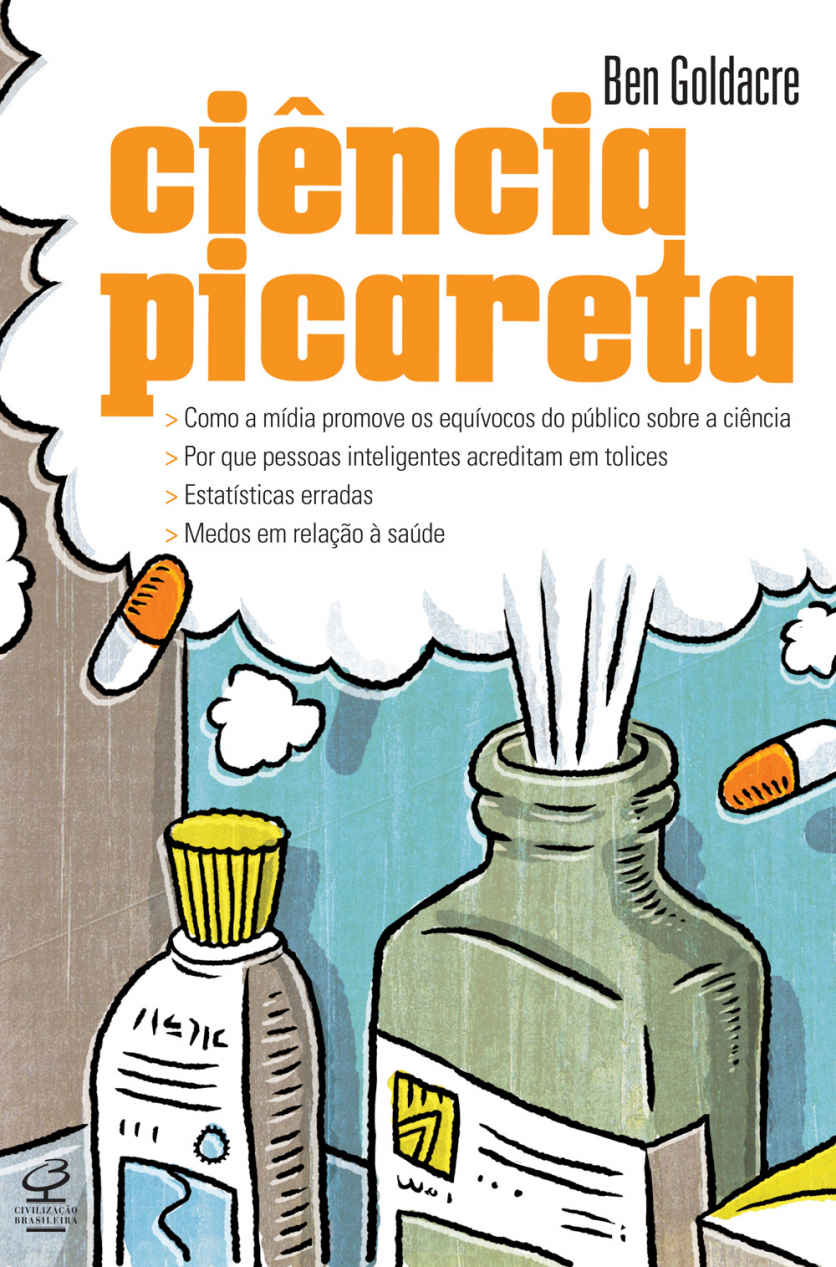 Ben Goldacre
ciência
picareta
> Como a mídia promove os equívocos do público sobre a ciência
> Por que pessoas inteligentes acreditam em tolices
> Estatísticas erradas
> Medos em relação à saúde
CIVILIZAÇÃO
BRASILEIRA